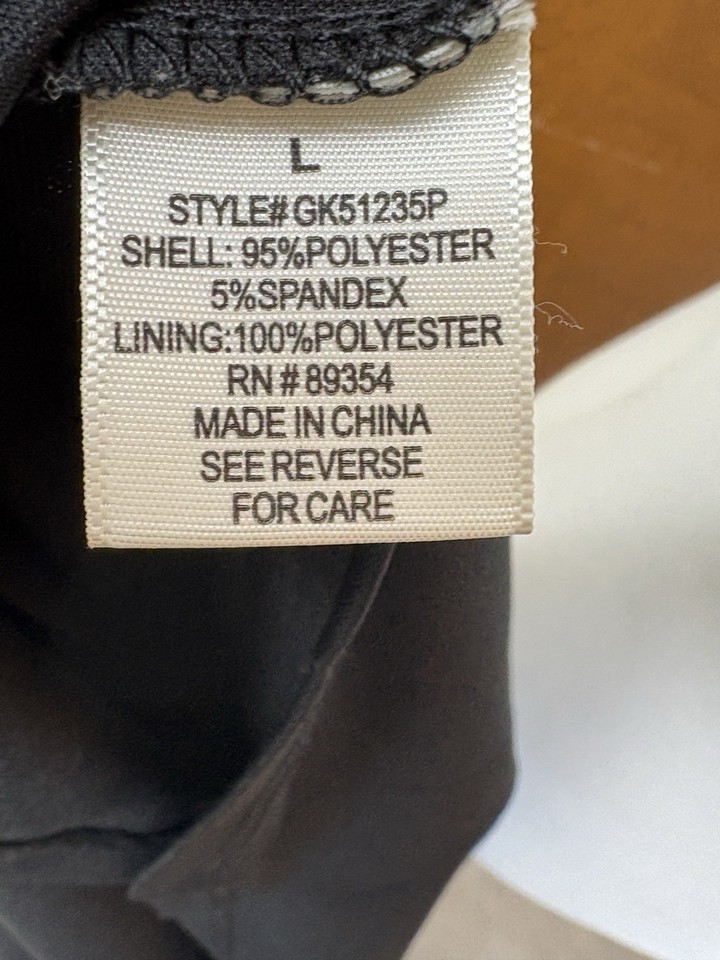 L
STYLE# GK51235P
SHELL: 95%POLYESTER
5%SPANDEX
LINING:100%POLYESTER
RN # 89354
MADE IN CHINA
SEE REVERSE
FOR CARE